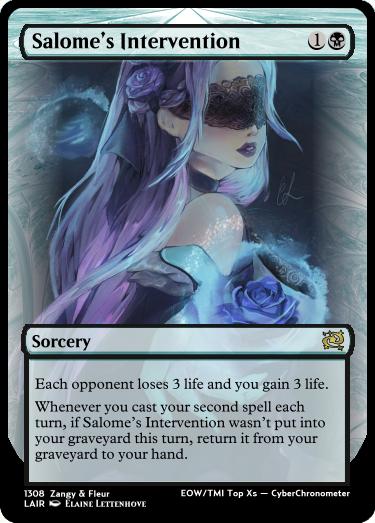 Salome's Intervention 1
Sorcery
Each opponent loses 3 life and you gain 3 life.
Whenever you cast your second spell each
turn, if Salome's Intervention wasn't put into
your graveyard this turn, return it from your
graveyard to your hand.
1308 Zangy & Fleur EOW/TMI Top Xs — CyberChronometer
LAIR Elaine Lettenhove